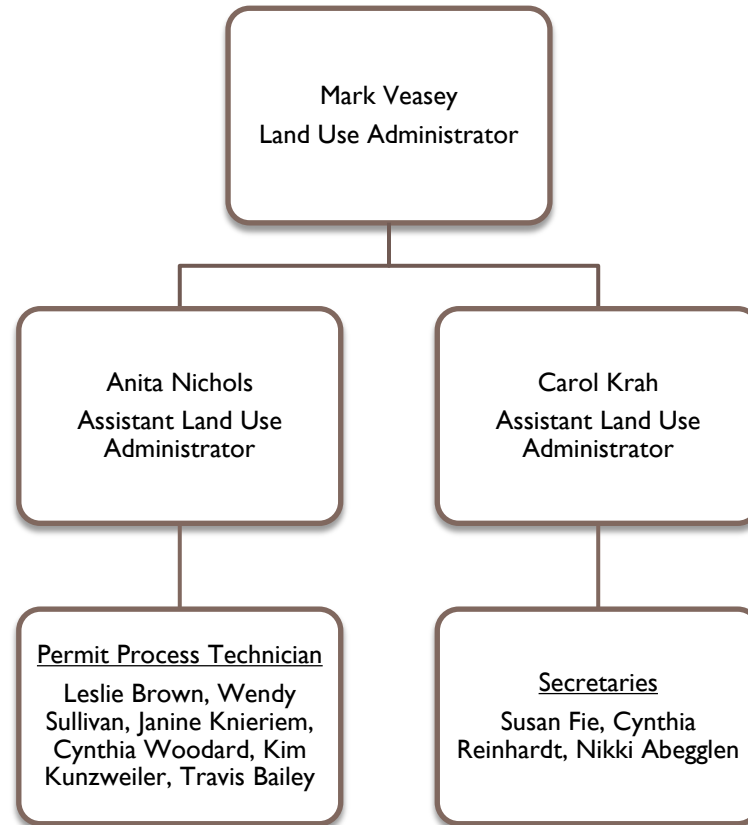 Mark Veasey
Land Use Administrator
Anita Nichols
Assistant Land Use
Administrator
Carol Krah
Assistant Land Use
Administrator
Permit Process Technician
Leslie Brown, Wendy
Sullivan, Janine Knieriem,
Cynthia Woodard, Kim
Kunzweiler, Travis Bailey
Secretaries
Susan Fie, Cynthia
Reinhardt, Nikki Abegglen